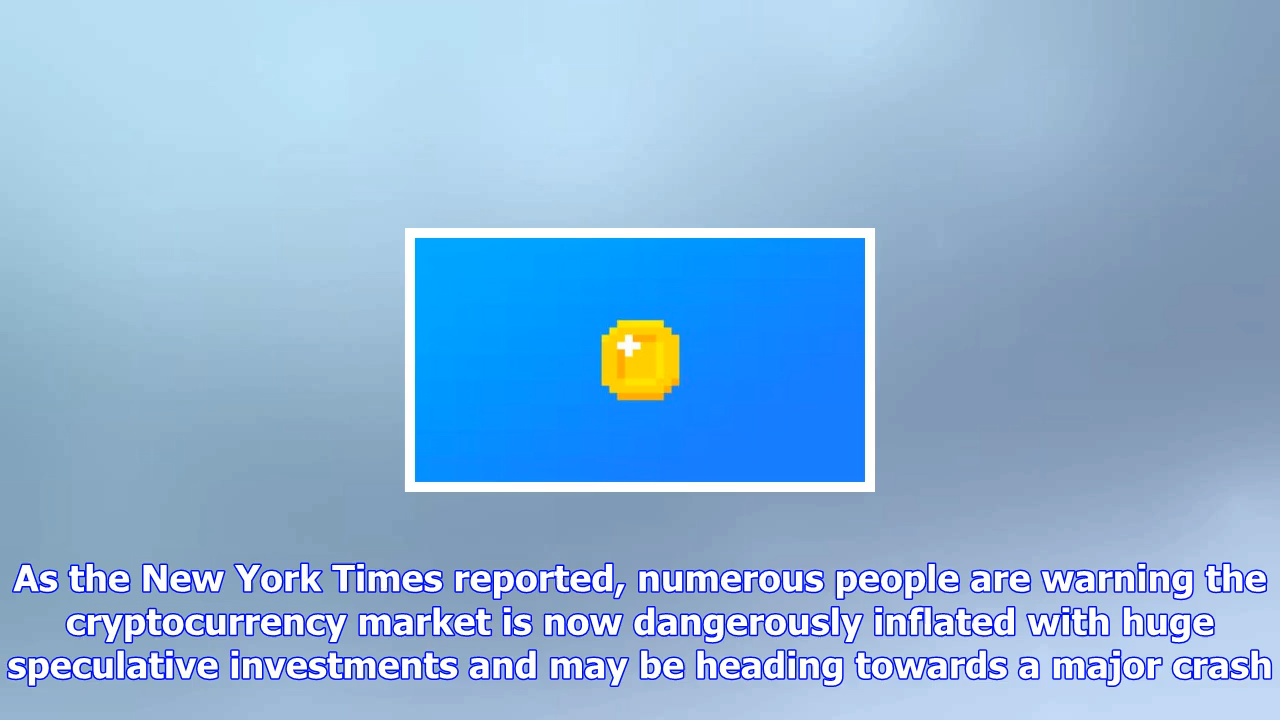 As the New York Times reported, numerous people are warning the
cryptocurrency market is now dangerously inflated with huge
speculative investments and may be heading towards a major crash